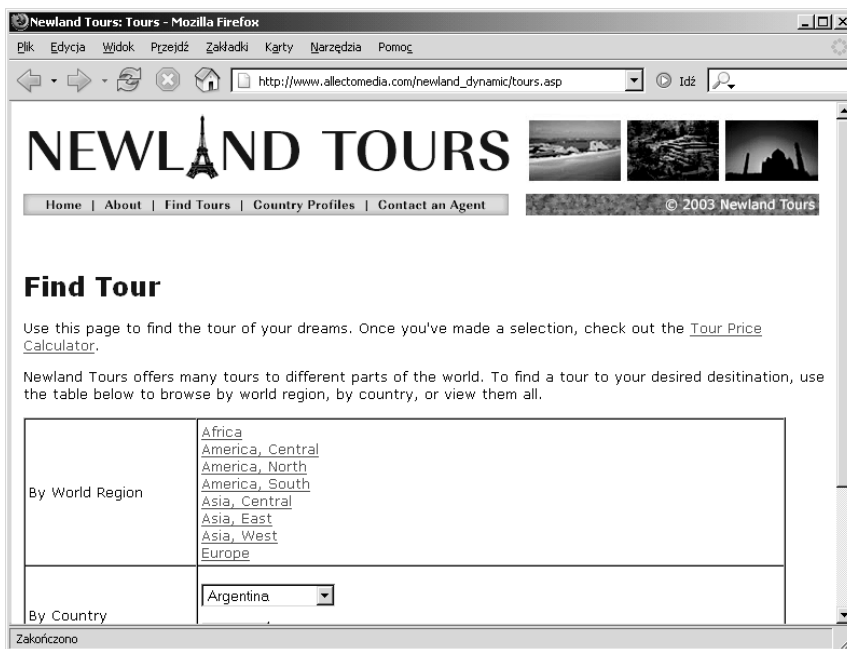 Newland Tours: Tours - Mozilla Firefox
Plik Edycja Widok Przejdź Zakładki Karty Narzędzia Pomoc
http://www.allectomedia.com/newland_dynamic/tours.asp Idź
NEWLAND TOURS
Home | About | Find Tours | Country Profiles | Contact an Agent
© 2003 Newland Tours
Find Tour
Use this page to find the tour of your dreams. Once you've made a selection, check out the Tour Price
Calculator.
Newland Tours offers many tours to different parts of the world. To find a tour to your desired desitination, use
the table below to browse by world region, by country, or view them all.
By World Region
Africa
America, Central
America, North
America, South
Asia, Central
Asia, East
Asia, West
Europe
By Country
Argentina
Zakończono